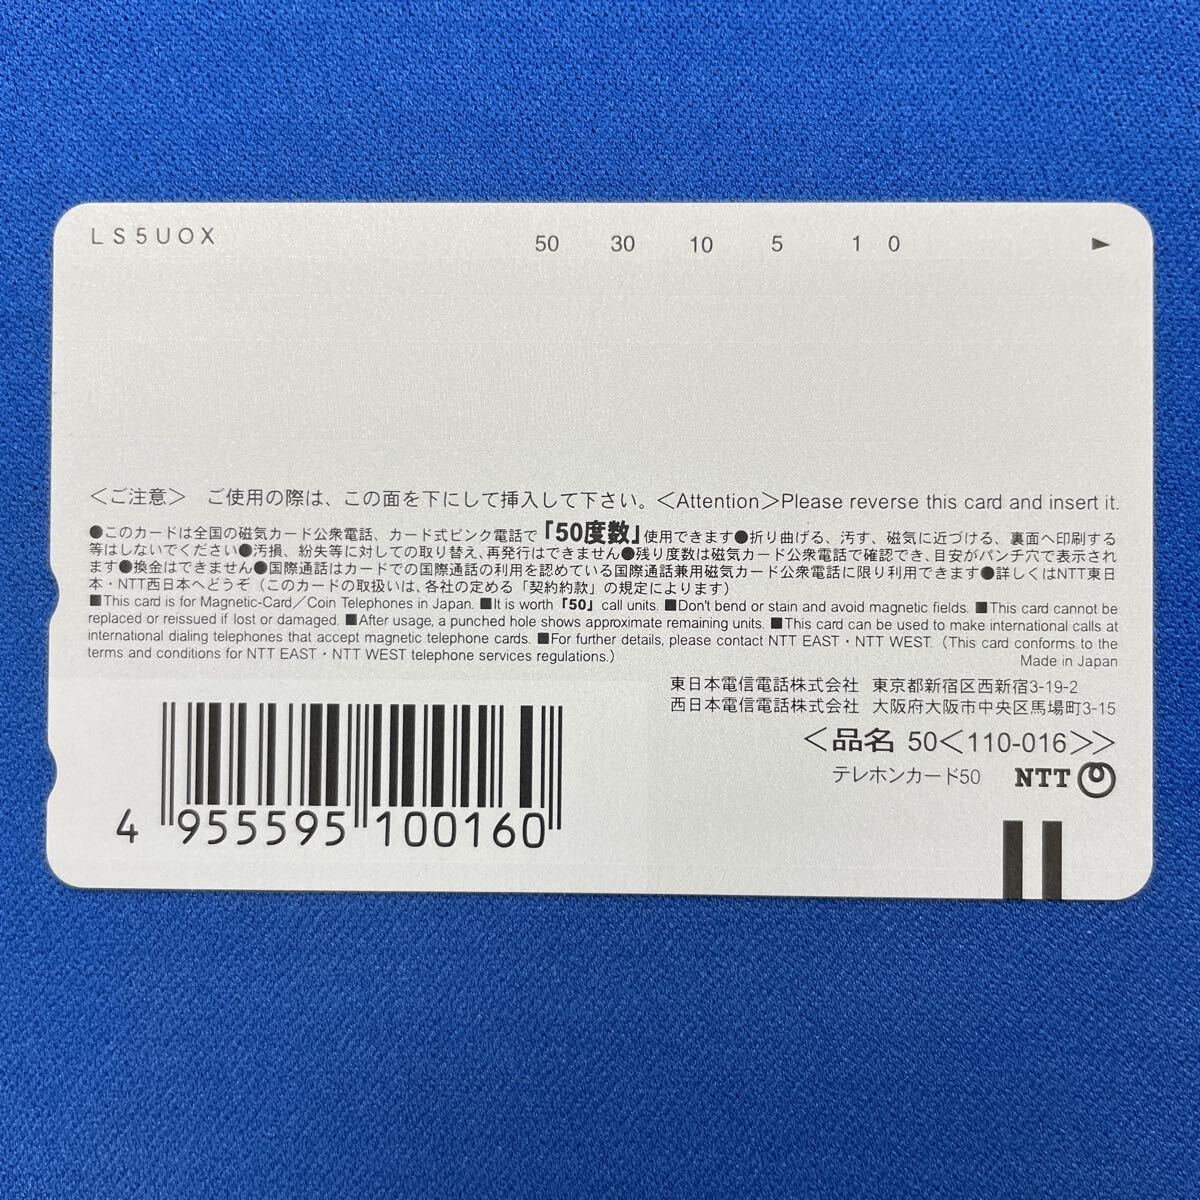 LS5UOX
50 30 10 5 1 0 ►
＜ご注意＞ ご使用の際は、この面を下にして挿入して下さい。＜Attention＞Please reverse this card and insert it.
●このカードは全国の磁気カード公衆電話、カード式ピンク電話で「50度数」使用できます●折り曲げる、汚す、磁気に近づける、裏面へ印刷する
等はしないでください●汚損、紛失等に対しての取り替え、再発行はできません●残り度数は磁気カード公衆電話で確認でき、目安がパンチ穴で表示され
ます●換金はできません●国際通話はカードでの国際通話の利用を認めている国際通話兼用磁気カード公衆電話に限り利用できます●詳しくはNTT東日
本・NTT西日本へどうぞ（このカードの取扱いは、各社の定める「契約約款」の規定によります）
■This card is for Magnetic-Card／Coin Telephones in Japan. ■It is worth「50」call units. ■Don't bend or stain and avoid magnetic fields. ■This card cannot be
replaced or reissued if lost or damaged. ■After usage, a punched hole shows approximate remaining units. ■This card can be used to make international calls at
international dialing telephones that accept magnetic telephone cards. ■For further details, please contact NTT EAST・NTT WEST.（This card conforms to the
terms and conditions for NTT EAST・NTT WEST telephone services regulations.）
Made in Japan
東日本電信電話株式会社 東京都新宿区西新宿3-19-2
西日本電信電話株式会社 大阪府大阪市中央区馬場町3-15
＜品名 50＜110-016＞＞
テレホンカード50 NTT
4 955595 100160